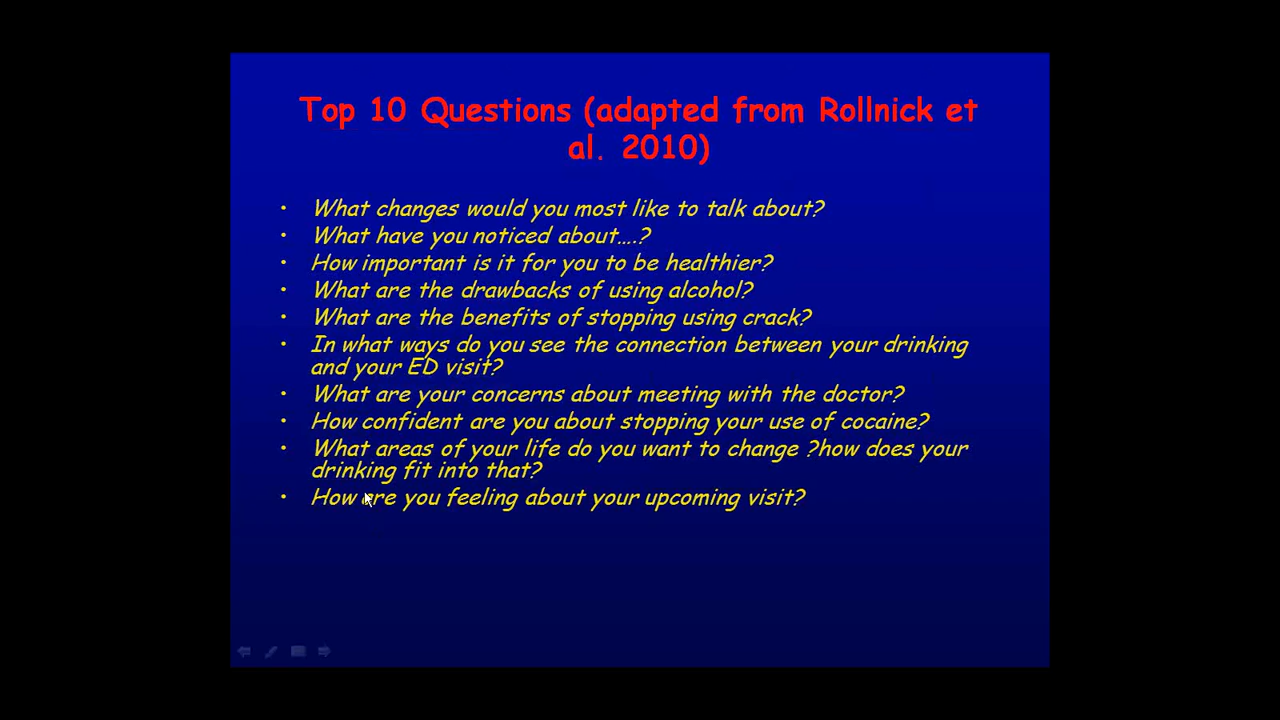 Top 10 Questions (adapted from Rollnick et
al. 2010)
• What changes would you most like to talk about?
• What have you noticed about....?
• How important is it for you to be healthier?
• What are the drawbacks of using alcohol?
• What are the benefits of stopping using crack?
• In what ways do you see the connection between your drinking
and your ED visit?
• What are your concerns about meeting with the doctor?
• How confident are you about stopping your use of cocaine?
• What areas of your life do you want to change ?how does your
drinking fit into that?
• How are you feeling about your upcoming visit?